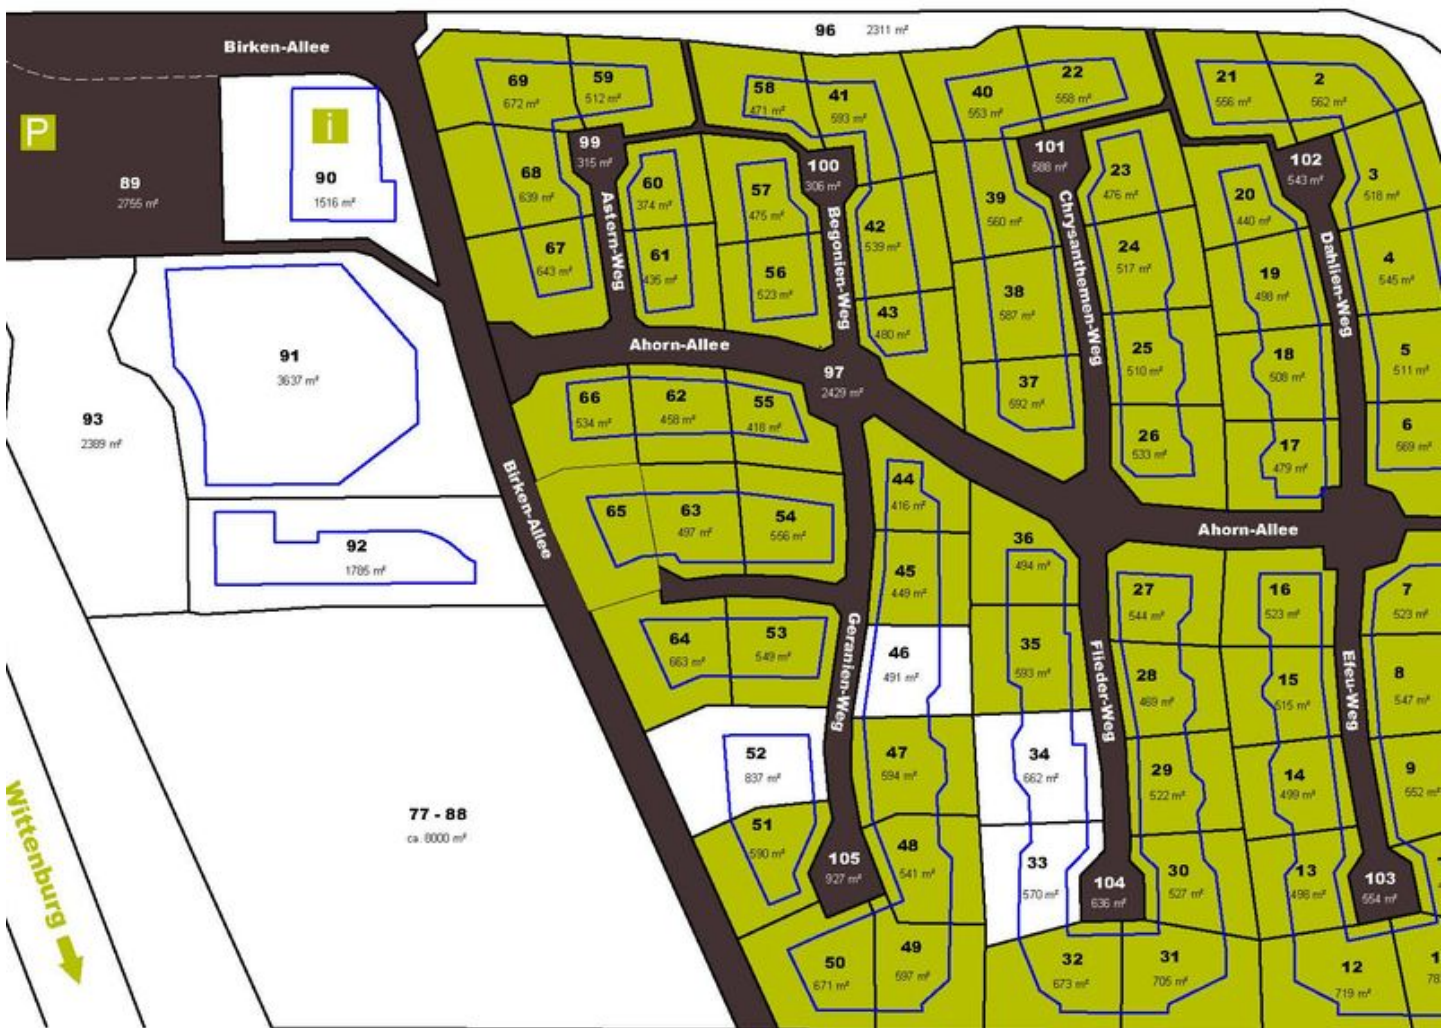 96
2311 m²
Birken-Allee
P
i
89
2755 m²
90
1516 m²
69
672 m²
59
512 m²
58
471 m²
41
593 m²
40
553 m²
22
558 m²
21
556 m²
2
562 m²
99
315 m²
100
306 m²
101
588 m²
102
543 m²
68
639 m²
60
374 m²
57
475 m²
39
560 m²
23
476 m²
20
440 m²
3
518 m²
67
643 m²
61
435 m²
56
523 m²
42
539 m²
24
517 m²
19
498 m²
4
545 m²
Astern-Weg
Begonien-Weg
Chrysanthemen-Weg
Dahlien-Weg
43
480 m²
38
587 m²
25
510 m²
18
508 m²
5
511 m²
Ahorn-Allee
91
3637 m²
97
2429 m²
37
592 m²
66
534 m²
62
458 m²
55
418 m²
93
2389 m²
26
533 m²
17
479 m²
6
569 m²
Birken-Allee
44
416 m²
65
63
497 m²
54
556 m²
36
494 m²
Ahorn-Allee
92
1785 m²
45
449 m²
27
544 m²
16
523 m²
7
523 m²
64
663 m²
53
549 m²
Geranien-Weg
46
491 m²
35
593 m²
Flieder-Weg
28
469 m²
15
515 m²
Efeu-Weg
8
547 m²
52
837 m²
47
594 m²
34
662 m²
29
522 m²
14
499 m²
9
552 m²
77 - 88
ca. 8000 m²
51
590 m²
105
927 m²
48
541 m²
33
570 m²
104
636 m²
30
527 m²
13
498 m²
103
554 m²
Wittenburg
50
671 m²
49
597 m²
32
673 m²
31
705 m²
12
719 m²